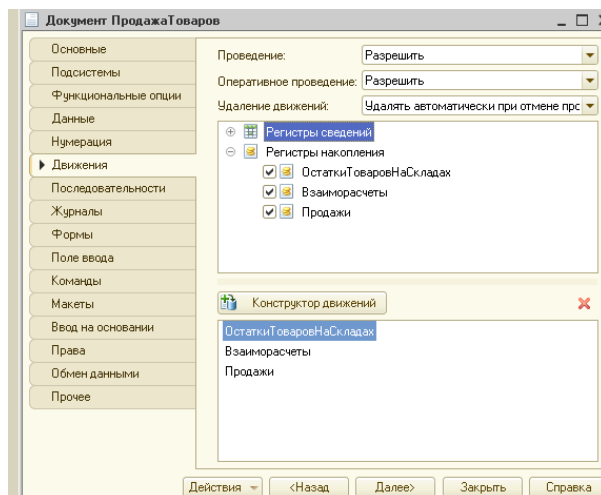 Документ ПродажаТоваров
Основные
Подсистемы
Функциональные опции
Данные
Нумерация
Движения
Последовательности
Журналы
Формы
Поле ввода
Команды
Макеты
Ввод на основании
Права
Обмен данными
Прочее
Проведение: Разрешить
Оперативное проведение: Разрешить
Удаление движений: Удалять автоматически при отмене прс
Регистры сведений
Регистры накопления
ОстаткиТоваровНаСкладах
Взаиморасчеты
Продажи
Конструктор движений
ОстаткиТоваровНаСкладах
Взаиморасчеты
Продажи
Действия <Назад Далее> Закрыть Справка